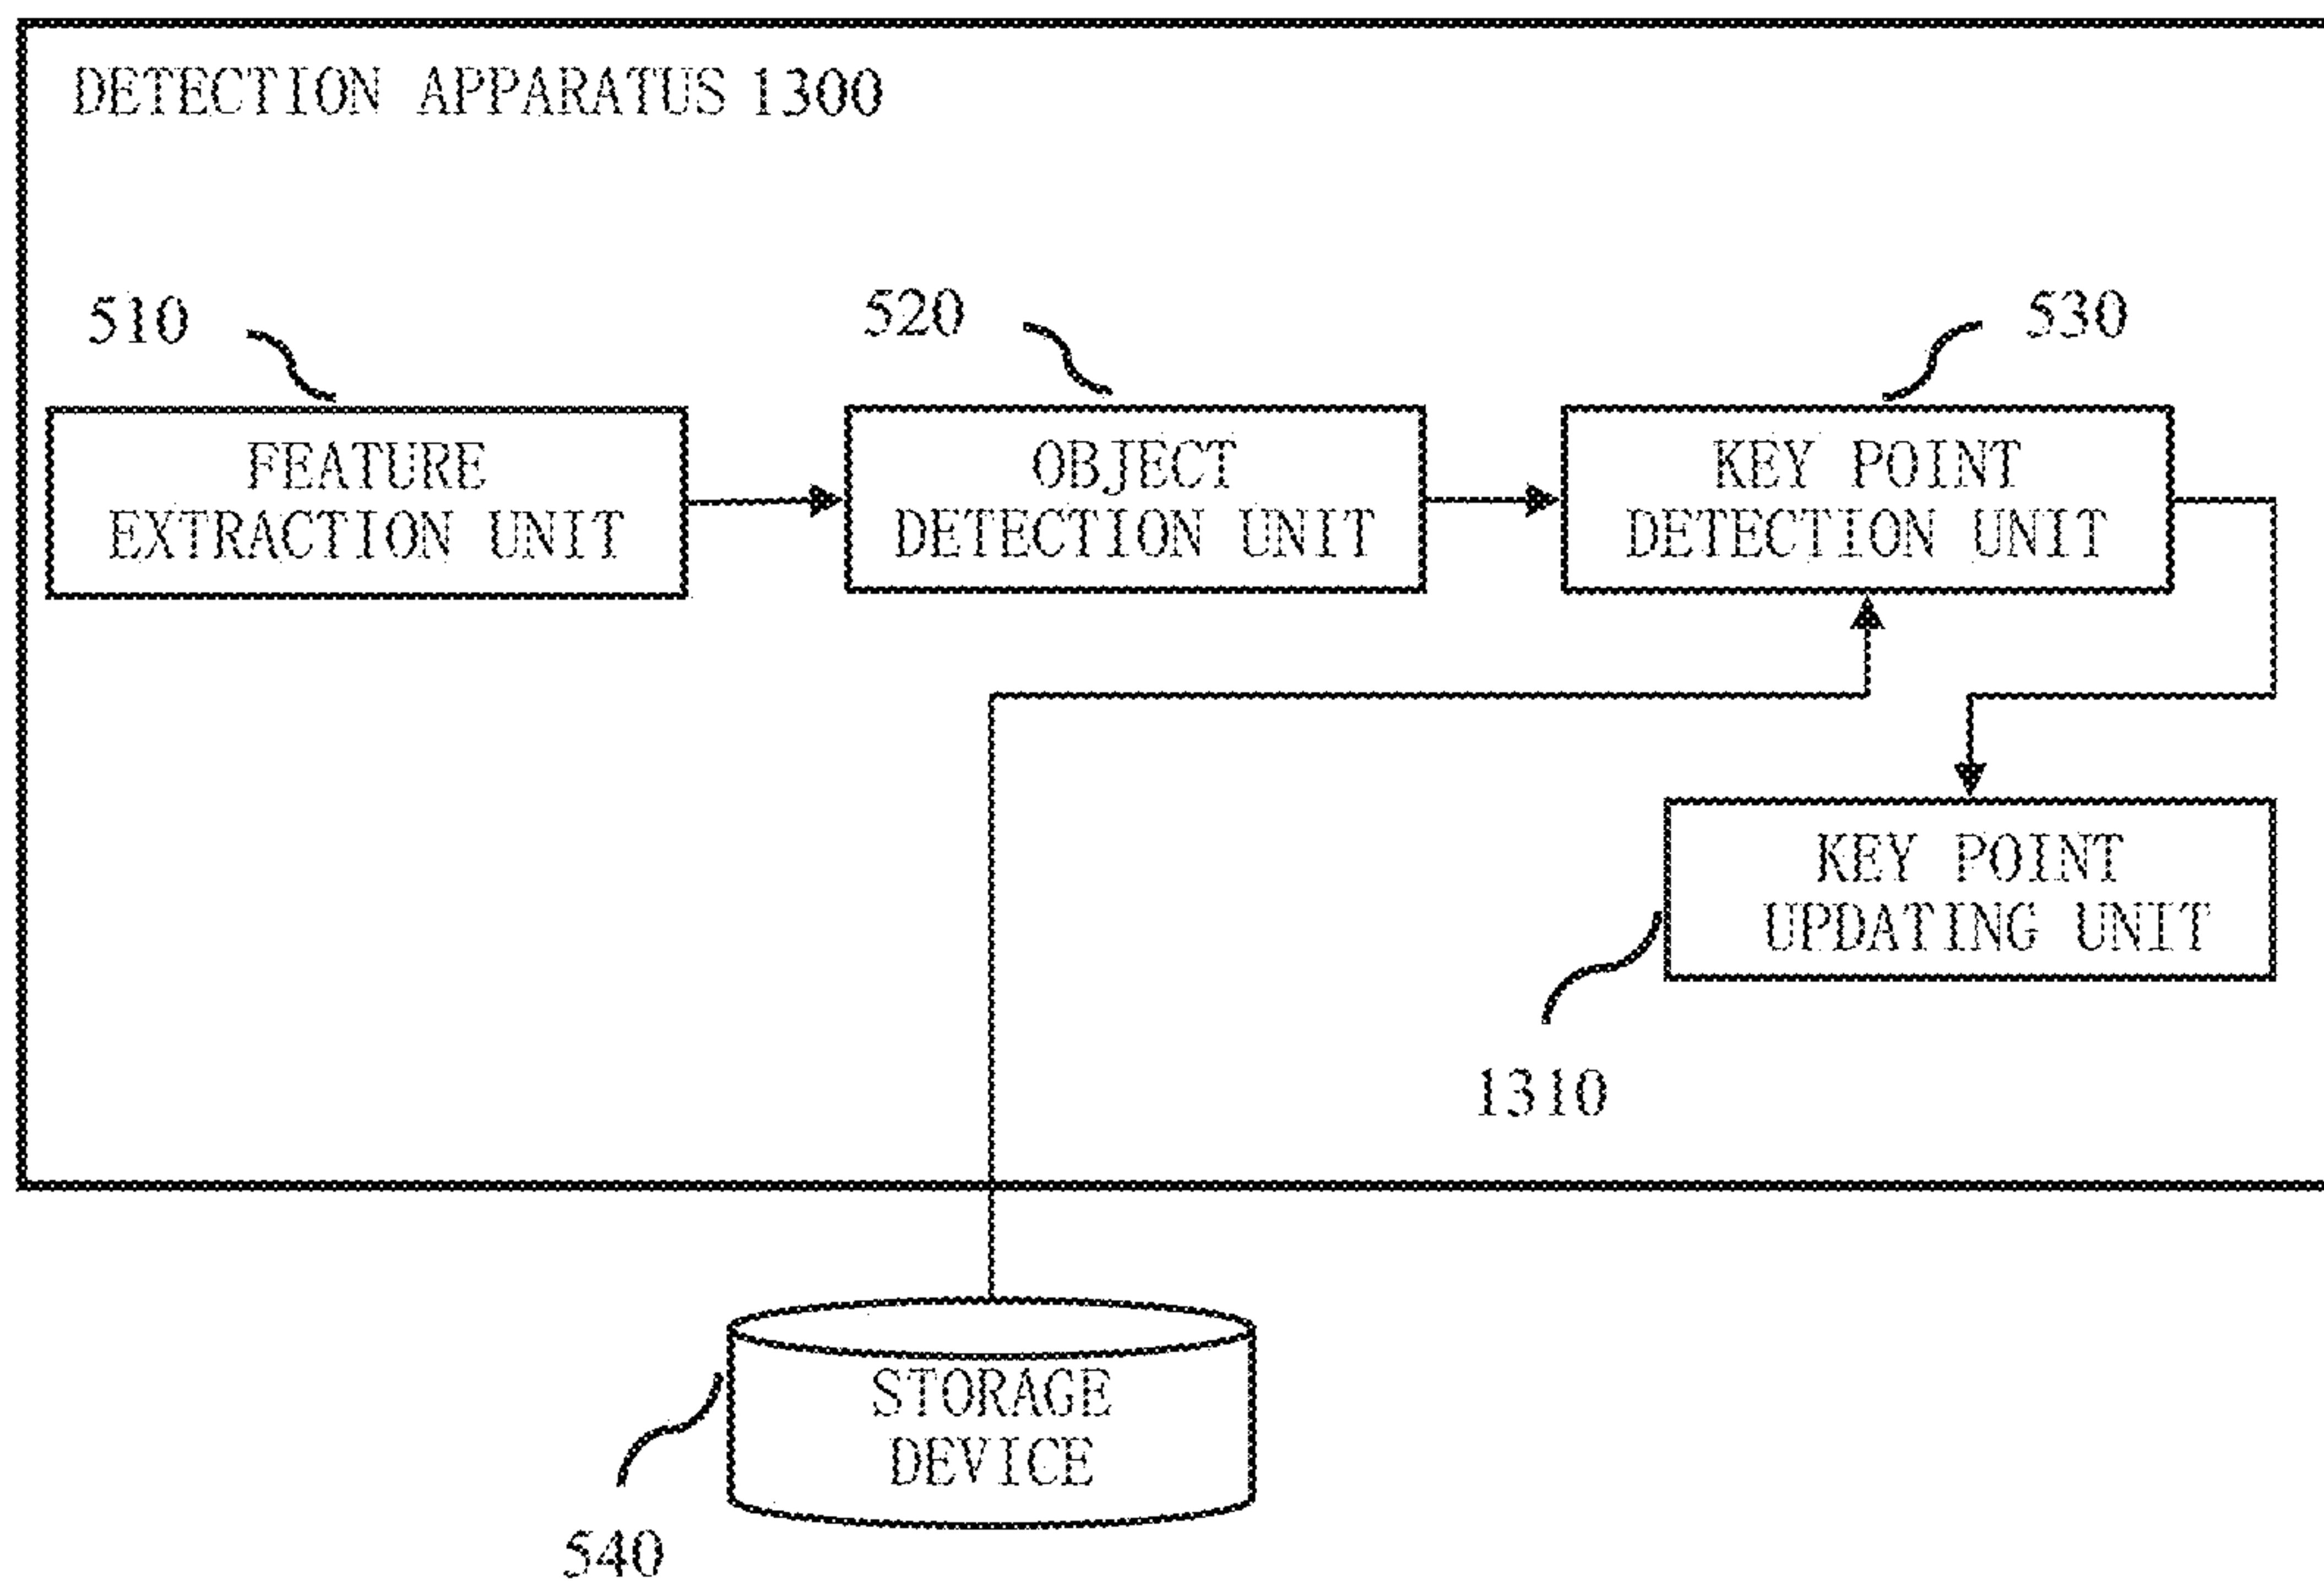 DETECTION APPARATUS 1300
510
520
530
FEATURE
EXTRACTION UNIT
OBJECT
DETECTION UNIT
KEY POINT
DETECTION UNIT
KEY POINT
UPDATING UNIT
1310
STORAGE
DEVICE
540